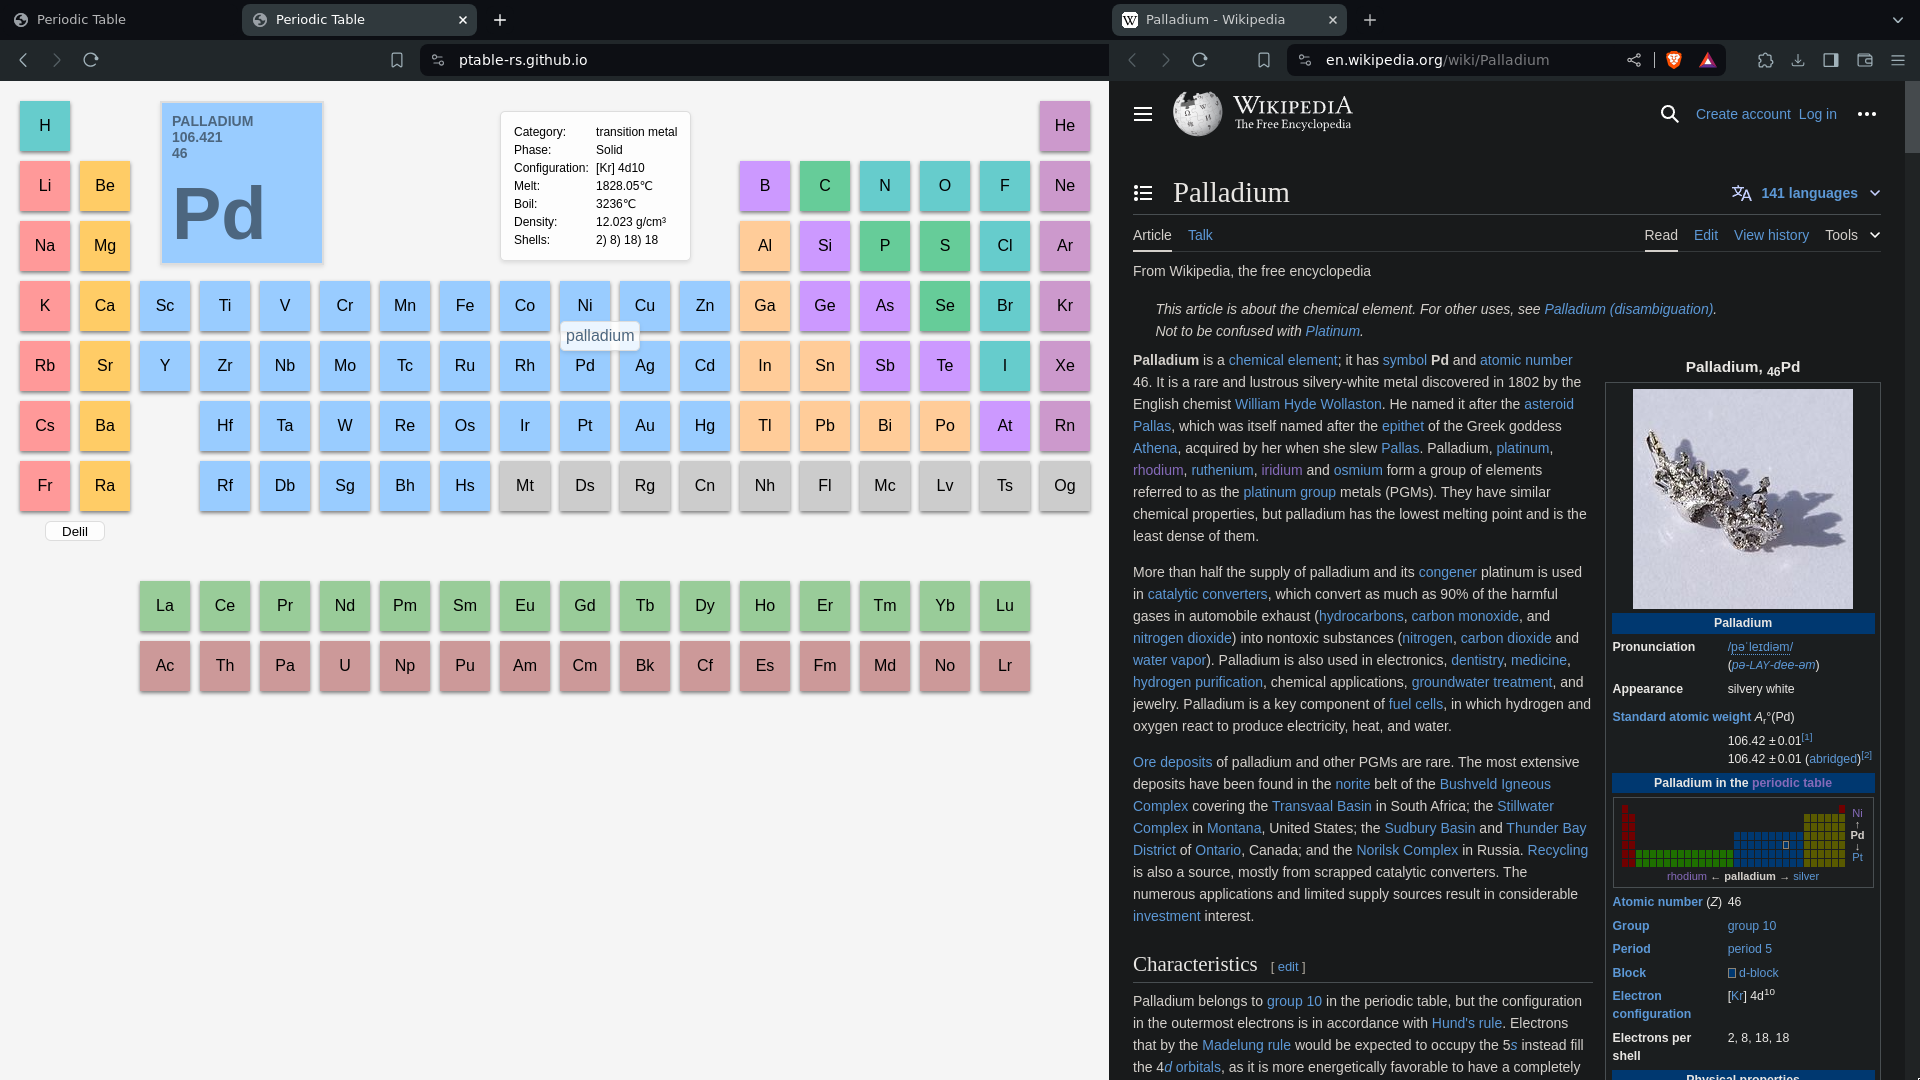 Periodic Table
Periodic Table
ptable-rs.github.io
H
PALLADIUM
106.421
46
Pd
Category: transition metal
Phase: Solid
Configuration: [Kr] 4d10
Melt: 1828.05℃
Boil: 3236℃
Density: 12.023 g/cm³
Shells: 2) 8) 18) 18
He
Li Be B C N O F Ne
Na Mg Al Si P S Cl Ar
K Ca Sc Ti V Cr Mn Fe Co Ni Cu Zn Ga Ge As Se Br Kr
palladium
Rb Sr Y Zr Nb Mo Tc Ru Rh Pd Ag Cd In Sn Sb Te I Xe
Cs Ba Hf Ta W Re Os Ir Pt Au Hg Tl Pb Bi Po At Rn
Fr Ra Rf Db Sg Bh Hs Mt Ds Rg Cn Nh Fl Mc Lv Ts Og
Delil
La Ce Pr Nd Pm Sm Eu Gd Tb Dy Ho Er Tm Yb Lu
Ac Th Pa U Np Pu Am Cm Bk Cf Es Fm Md No Lr
Palladium - Wikipedia
en.wikipedia.org/wiki/Palladium
WIKIPEDIA
The Free Encyclopedia
Create account Log in
Palladium
141 languages
Article Talk Read Edit View history Tools
From Wikipedia, the free encyclopedia
This article is about the chemical element. For other uses, see Palladium (disambiguation).
Not to be confused with Platinum.
Palladium is a chemical element; it has symbol Pd and atomic number
46. It is a rare and lustrous silvery-white metal discovered in 1802 by the
English chemist William Hyde Wollaston. He named it after the asteroid
Pallas, which was itself named after the epithet of the Greek goddess
Athena, acquired by her when she slew Pallas. Palladium, platinum,
rhodium, ruthenium, iridium and osmium form a group of elements
referred to as the platinum group metals (PGMs). They have similar
chemical properties, but palladium has the lowest melting point and is the
least dense of them.
More than half the supply of palladium and its congener platinum is used
in catalytic converters, which convert as much as 90% of the harmful
gases in automobile exhaust (hydrocarbons, carbon monoxide, and
nitrogen dioxide) into nontoxic substances (nitrogen, carbon dioxide and
water vapor). Palladium is also used in electronics, dentistry, medicine,
hydrogen purification, chemical applications, groundwater treatment, and
jewelry. Palladium is a key component of fuel cells, in which hydrogen and
oxygen react to produce electricity, heat, and water.
Ore deposits of palladium and other PGMs are rare. The most extensive
deposits have been found in the norite belt of the Bushveld Igneous
Complex covering the Transvaal Basin in South Africa; the Stillwater
Complex in Montana, United States; the Sudbury Basin and Thunder Bay
District of Ontario, Canada; and the Norilsk Complex in Russia. Recycling
is also a source, mostly from scrapped catalytic converters. The
numerous applications and limited supply sources result in considerable
investment interest.
Characteristics [ edit ]
Palladium belongs to group 10 in the periodic table, but the configuration
in the outermost electrons is in accordance with Hund's rule. Electrons
that by the Madelung rule would be expected to occupy the 5s instead fill
the 4d orbitals, as it is more energetically favorable to have a completely
Palladium, 46Pd
Palladium
Pronunciation /pəˈleɪdiəm/
(pə-LAY-dee-əm)
Appearance silvery white
Standard atomic weight Ar°(Pd)
106.42 ± 0.01[1]
106.42 ± 0.01 (abridged)[2]
Palladium in the periodic table
Ni
↑
Pd
↓
Pt
rhodium ← palladium → silver
Atomic number (Z) 46
Group group 10
Period period 5
Block d-block
Electron configuration [Kr] 4d10
Electrons per shell 2, 8, 18, 18
Physical properties